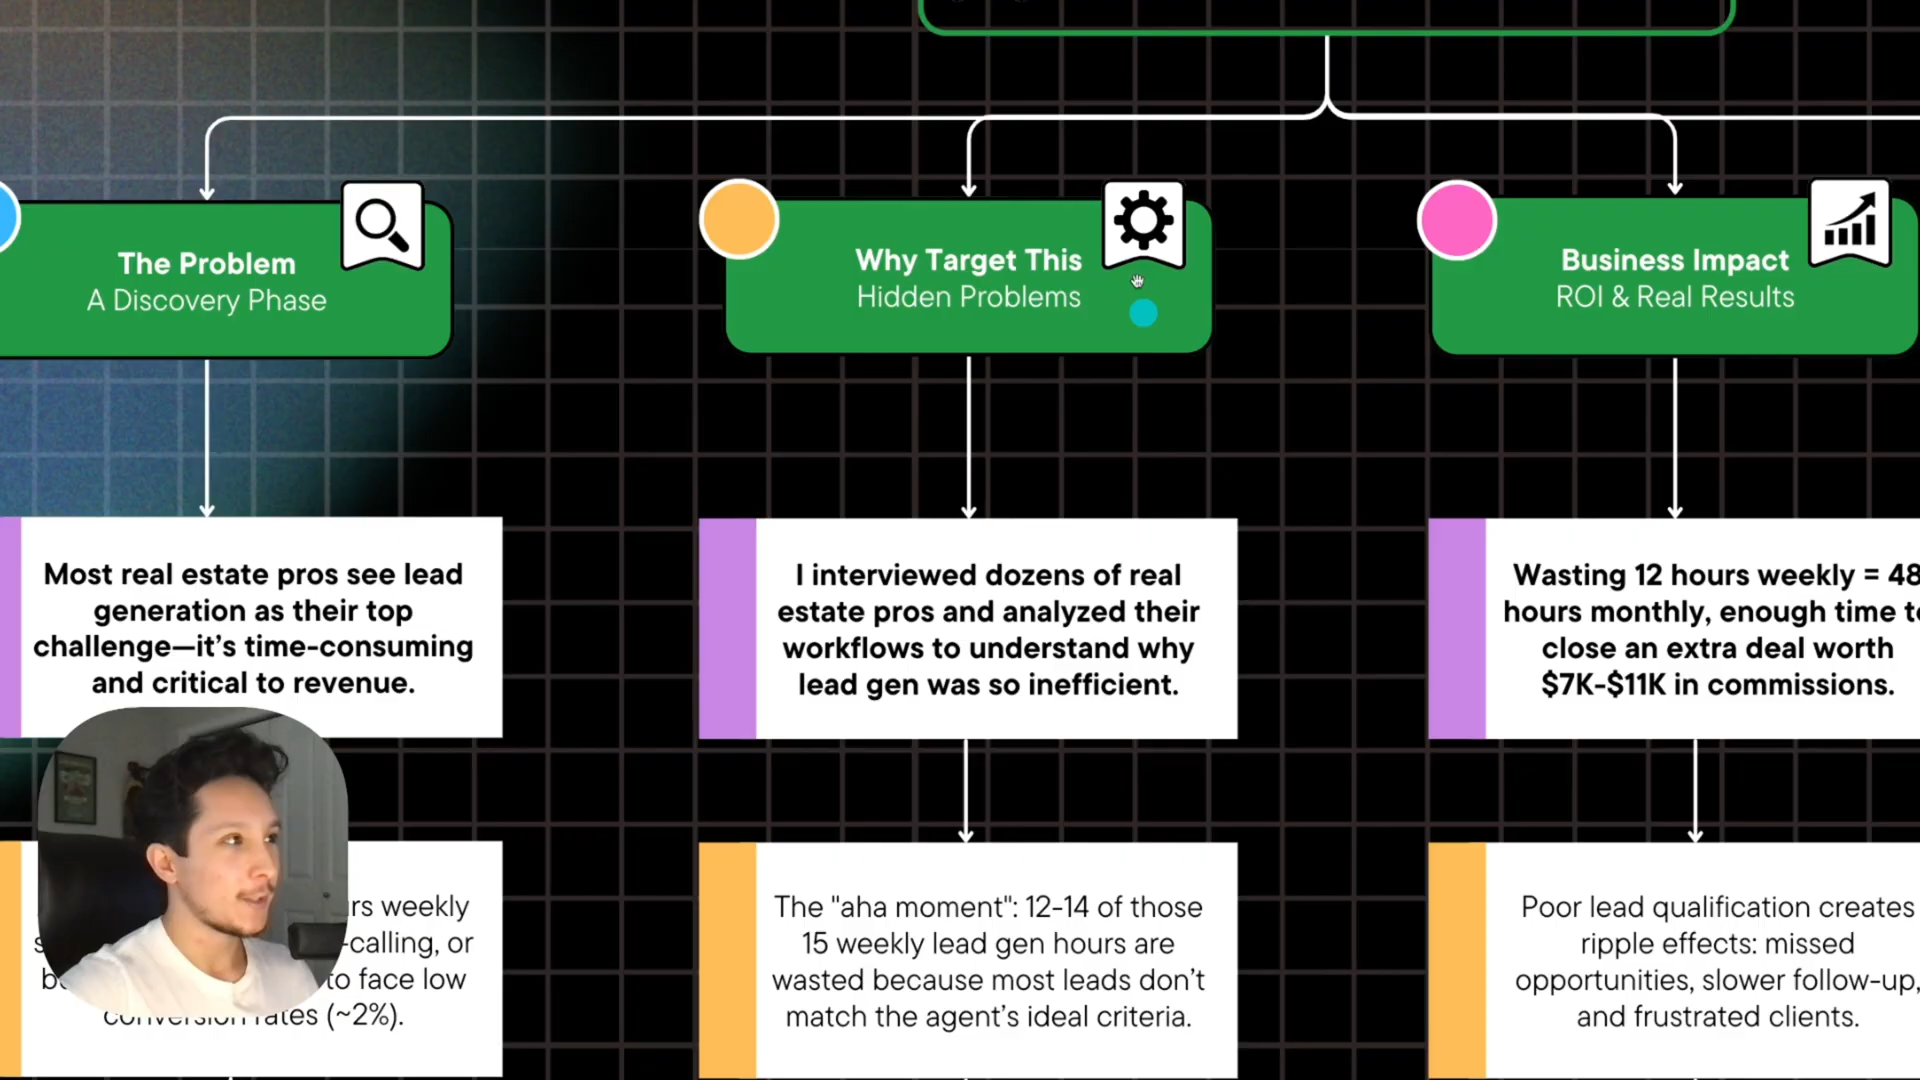 The Problem
A Discovery Phase
Most real estate pros see lead
generation as their top
challenge—it's time-consuming
and critical to revenue.
weekly
-calling, or
to face low
conversion rates (~2%).
Why Target This
Hidden Problems
I interviewed dozens of real
estate pros and analyzed their
workflows to understand why
lead gen was so inefficient.
The "aha moment": 12-14 of those
15 weekly lead gen hours are
wasted because most leads don't
match the agent's ideal criteria.
Business Impact
ROI & Real Results
Wasting 12 hours weekly = 48
hours monthly, enough time to
close an extra deal worth
$7K-$11K in commissions.
Poor lead qualification creates
ripple effects: missed
opportunities, slower follow-up,
and frustrated clients.